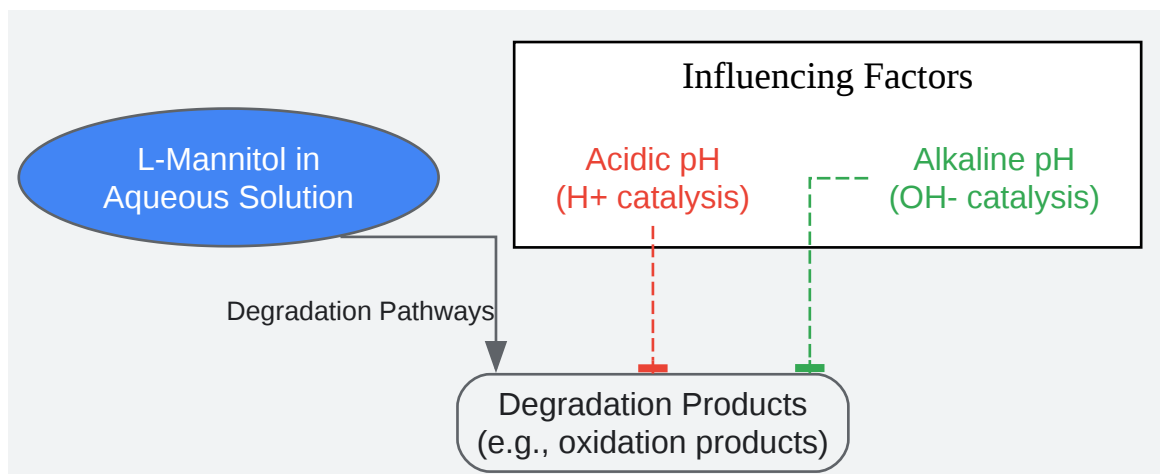 Influencing Factors
L-Mannitol in
Aqueous Solution
Acidic pH
(H+ catalysis)
Alkaline pH
(OH- catalysis)
Degradation Pathways
Degradation Products
(e.g., oxidation products)